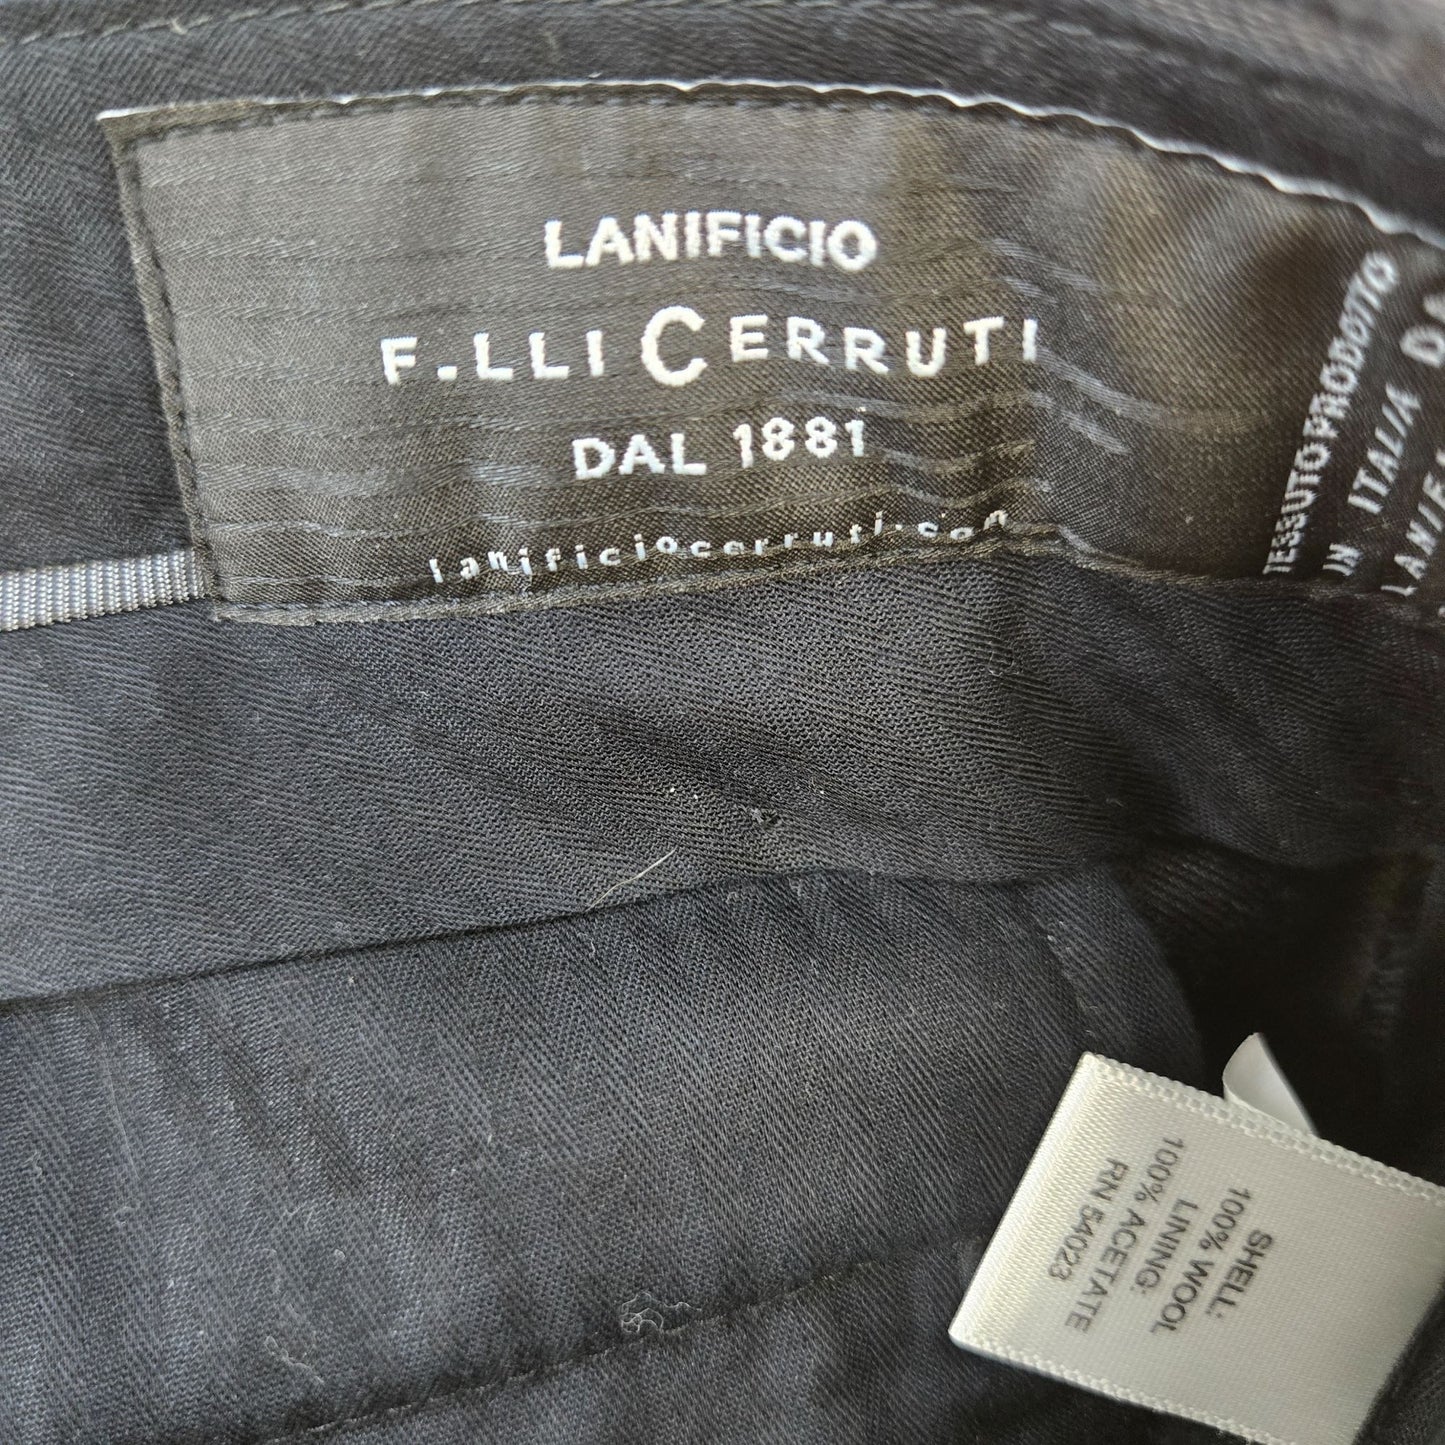 LANIFICIO
F.LLI CERRUTI
DAL 1881
lanificiocerruti.com
TESSUTO PRODOTTO
IN ITALIA
SHELL:
100% WOOL
LINING:
100% ACETATE
RN 54023